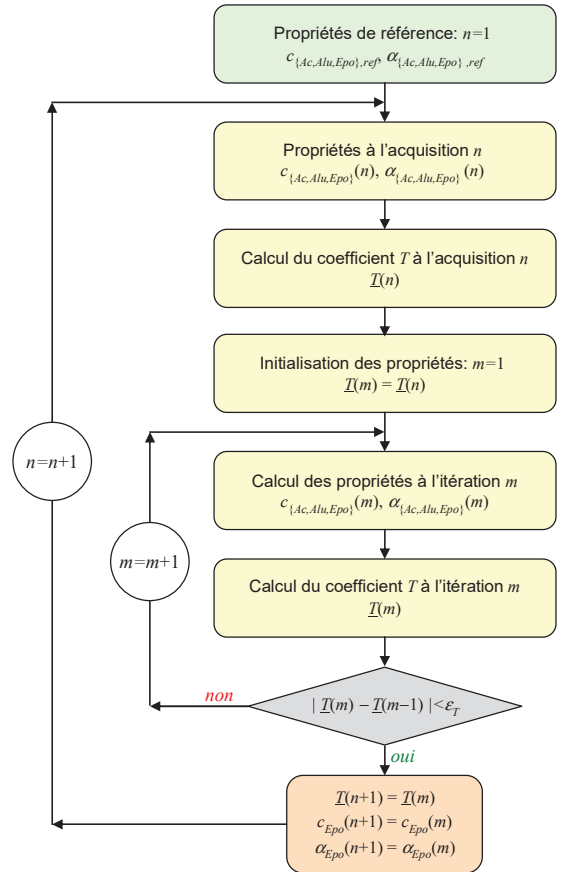 Propriétés de référence: n=1
c{Ac,Alu,Epo},ref, α{Ac,Alu,Epo} ,ref
Propriétés à l'acquisition n
c{Ac,Alu,Epo}(n), α{Ac,Alu,Epo} (n)
Calcul du coefficient T à l'acquisition n
T(n)
Initialisation des propriétés: m=1
T(m) = T(n)
n=n+1
Calcul des propriétés à l'itération m
c{Ac,Alu,Epo}(m), α{Ac,Alu,Epo}(m)
m=m+1
Calcul du coefficient T à l'itération m
T(m)
non
| T(m) – T(m–1) |<εT
oui
T(n+1) = T(m)
cEpo(n+1) = cEpo(m)
αEpo(n+1) = αEpo(m)